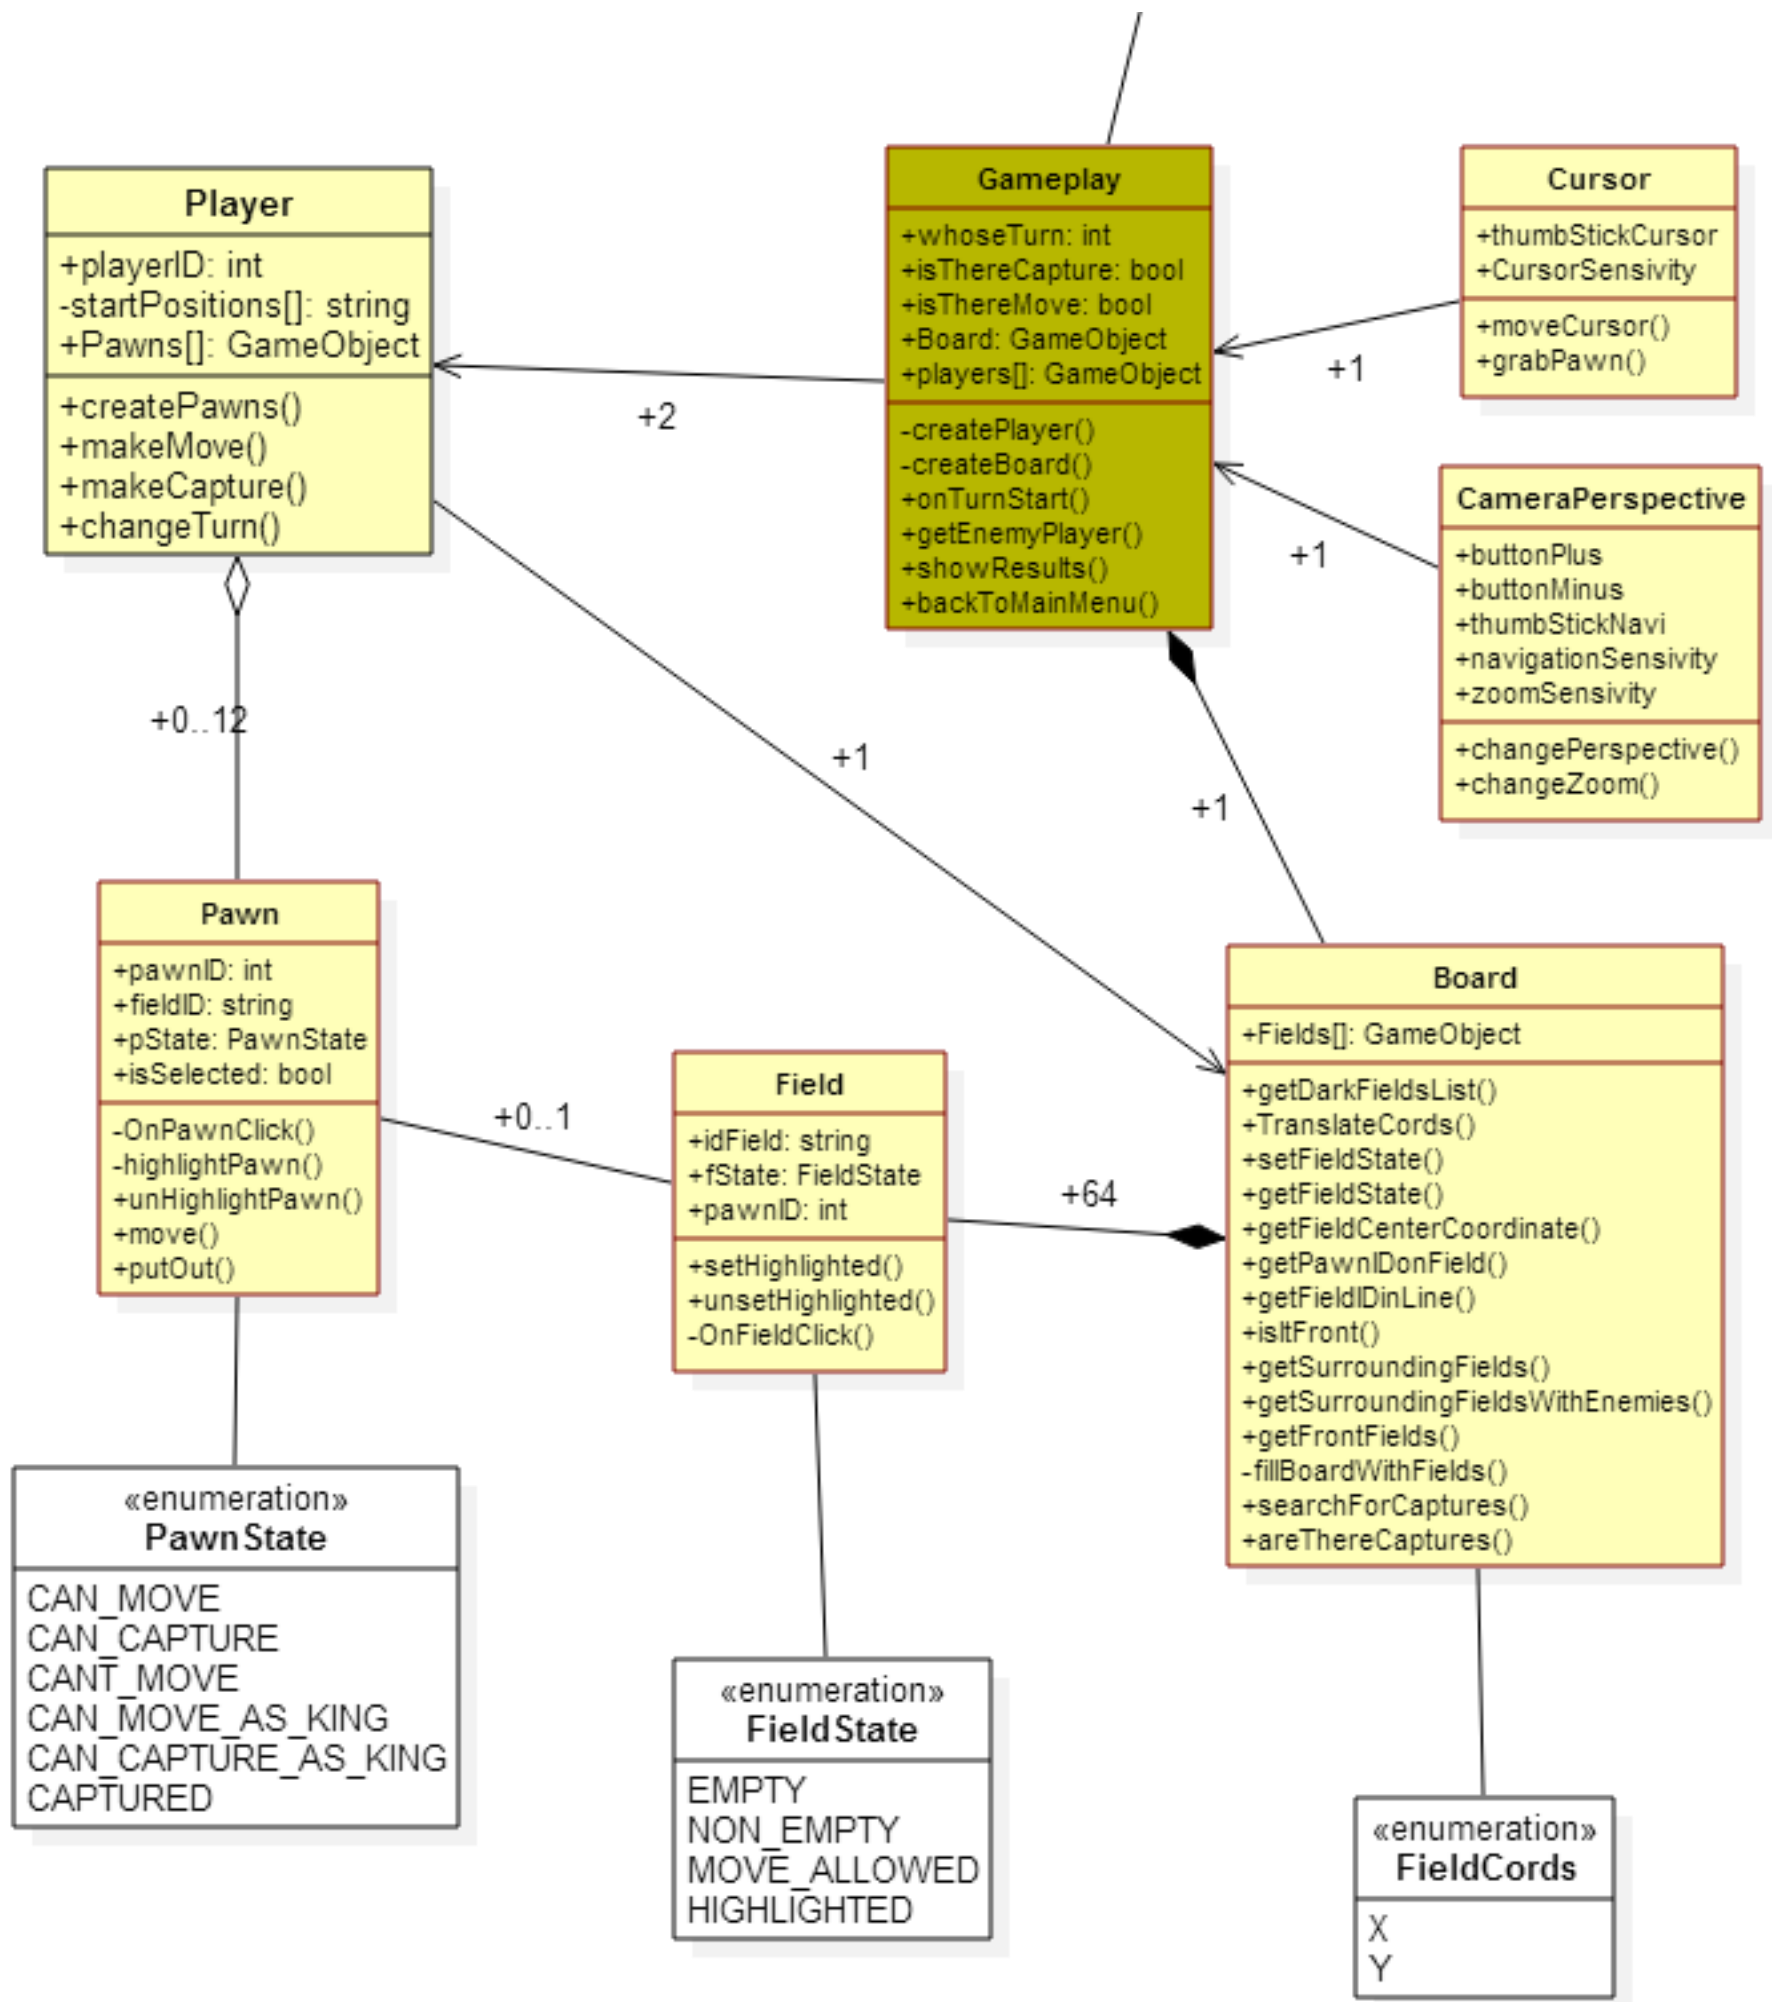 Player
+playerID: int
-startPositions[]: string
+Pawns[]: GameObject
+createPawns()
+makeMove()
+makeCapture()
+changeTurn()
Gameplay
+whoseTurn: int
+isThereCapture: bool
+isThereMove: bool
+Board: GameObject
+players[]: GameObject
-createPlayer()
-createBoard()
+onTurnStart()
+getEnemyPlayer()
+showResults()
+backToMainMenu()
Cursor
+thumbStickCursor
+CursorSensivity
+moveCursor()
+grabPawn()
+1
+2
CameraPerspective
+buttonPlus
+buttonMinus
+thumbStickNavi
+navigationSensivity
+zoomSensivity
+changePerspective()
+changeZoom()
+1
+0..12
+1
+1
Pawn
+pawnID: int
+fieldID: string
+pState: PawnState
+isSelected: bool
-OnPawnClick()
-highlightPawn()
+unHighlightPawn()
+move()
+putOut()
+0..1
Field
+idField: string
+fState: FieldState
+pawnID: int
+setHighlighted()
+unsetHighlighted()
-OnFieldClick()
+64
Board
+Fields[]: GameObject
+getDarkFieldsList()
+TranslateCords()
+setFieldState()
+getFieldState()
+getFieldCenterCoordinate()
+getPawnIDonField()
+getFieldIDinLine()
+isItFront()
+getSurroundingFields()
+getSurroundingFieldsWithEnemies()
+getFrontFields()
-fillBoardWithFields()
+searchForCaptures()
+areThereCaptures()
«enumeration»
PawnState
CAN_MOVE
CAN_CAPTURE
CANT_MOVE
CAN_MOVE_AS_KING
CAN_CAPTURE_AS_KING
CAPTURED
«enumeration»
FieldState
EMPTY
NON_EMPTY
MOVE_ALLOWED
HIGHLIGHTED
«enumeration»
FieldCords
X
Y